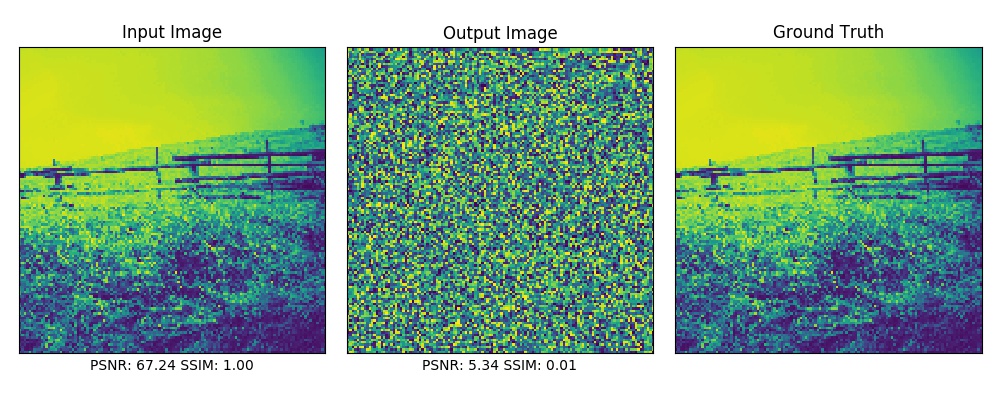 Input Image
Output Image
Ground Truth
PSNR: 67.24 SSIM: 1.00
PSNR: 5.34 SSIM: 0.01